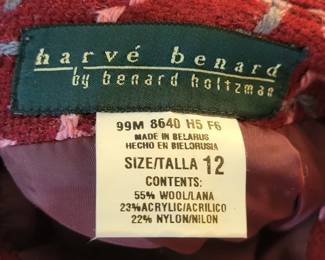 harvé benard
by benard holtzman
99M 8640 H5 F6
MADE IN BELARUS
HECHO EN BIELORUSIA
SIZE/TALLA 12
CONTENTS:
55% WOOL/LANA
23%ACRYLIC/ACRILICO
22% NYLON/NILON